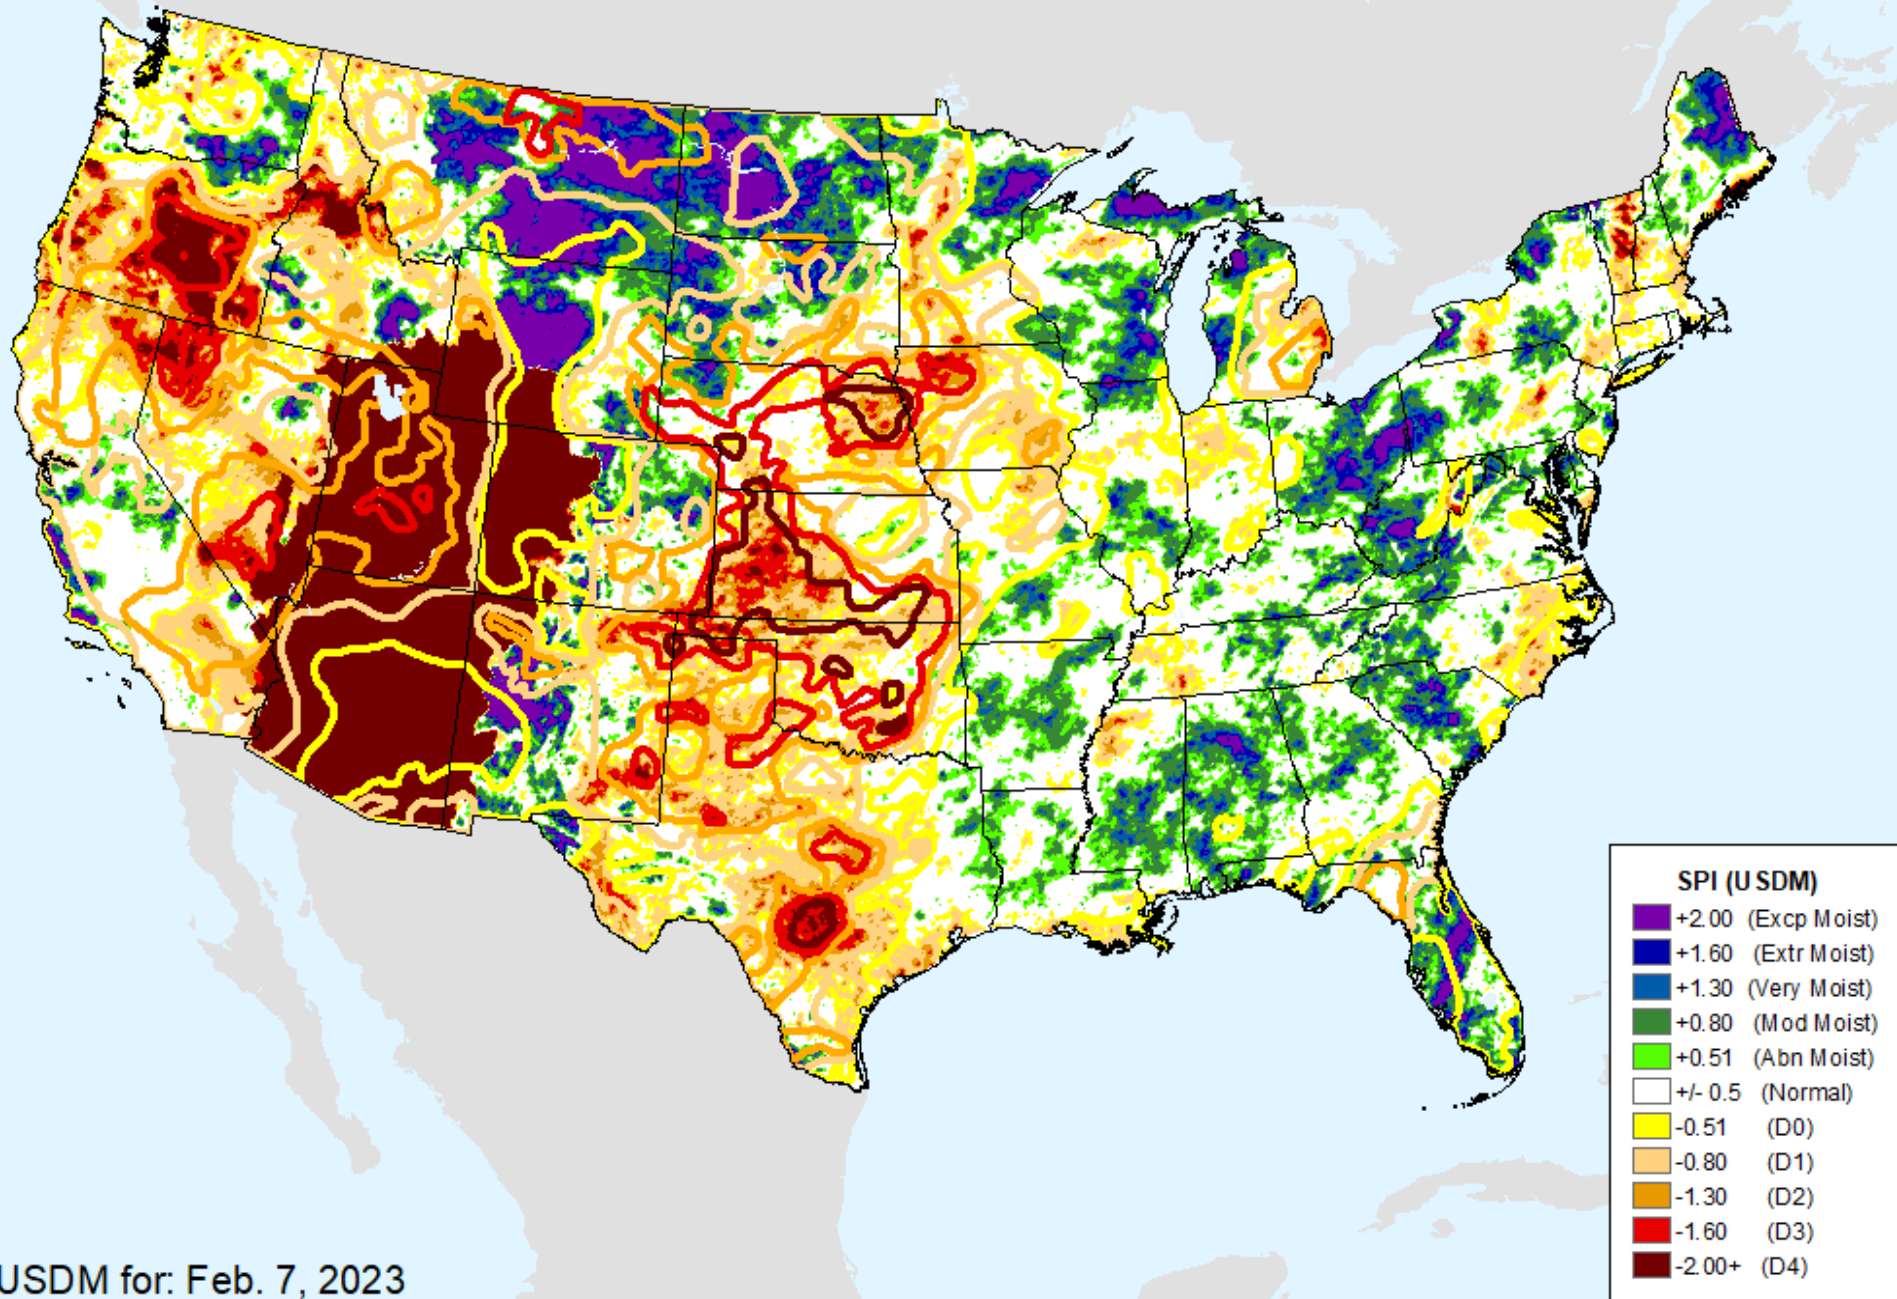 SPI (USDM)
+2.00 (Excp Moist)
+1.60 (Extr Moist)
+1.30 (Very Moist)
+0.80 (Mod Moist)
+0.51 (Abn Moist)
+/- 0.5 (Normal)
-0.51 (D0)
-0.80 (D1)
-1.30 (D2)
-1.60 (D3)
-2.00+ (D4)
USDM for: Feb. 7, 2023